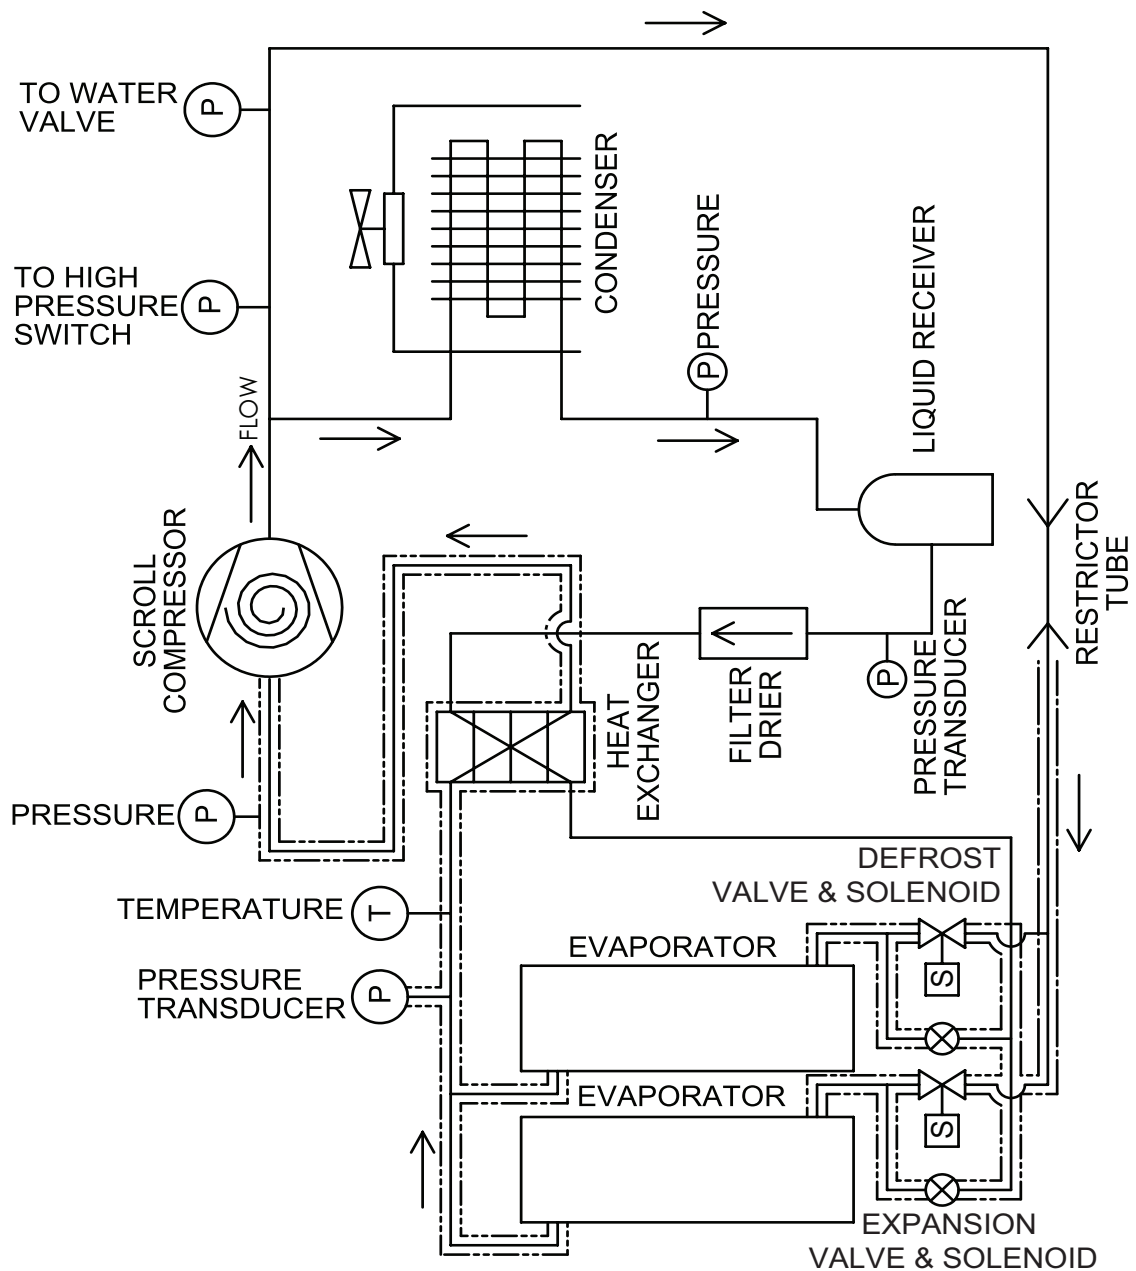 TO WATER
VALVE
P
TO HIGH
PRESSURE
SWITCH
P
FLOW
CONDENSER
PRESSURE
P
LIQUID RECEIVER
SCROLL
COMPRESSOR
RESTRICTOR
TUBE
HEAT
EXCHANGER
FILTER
DRIER
P
PRESSURE
TRANSDUCER
PRESSURE
P
TEMPERATURE
T
PRESSURE
TRANSDUCER
P
DEFROST
VALVE & SOLENOID
EVAPORATOR
S
EVAPORATOR
S
EXPANSION
VALVE & SOLENOID